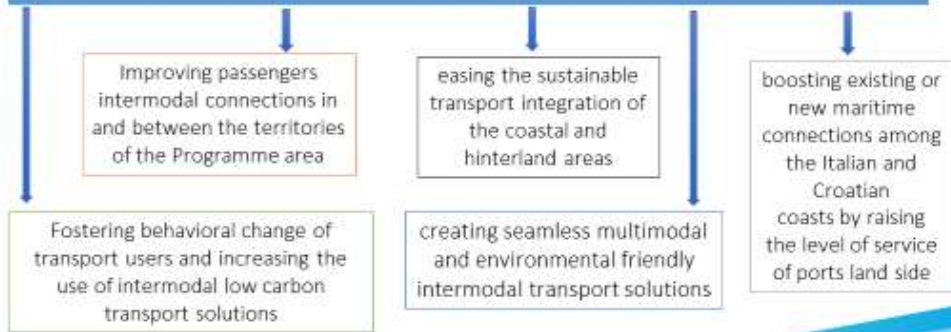 Improving passengers
intermodal connections in
and between the territories
of the Programme area
easing the sustainable
transport integration of
the coastal and
hinterland areas
boosting existing or
new maritime
connections among
the Italian and
Croatian
coasts by raising
the level of service
of ports land side
Fostering behavioral change of
transport users and increasing the
use of intermodal low carbon
transport solutions
creating seamless multimodal
and environmental friendly
intermodal transport solutions